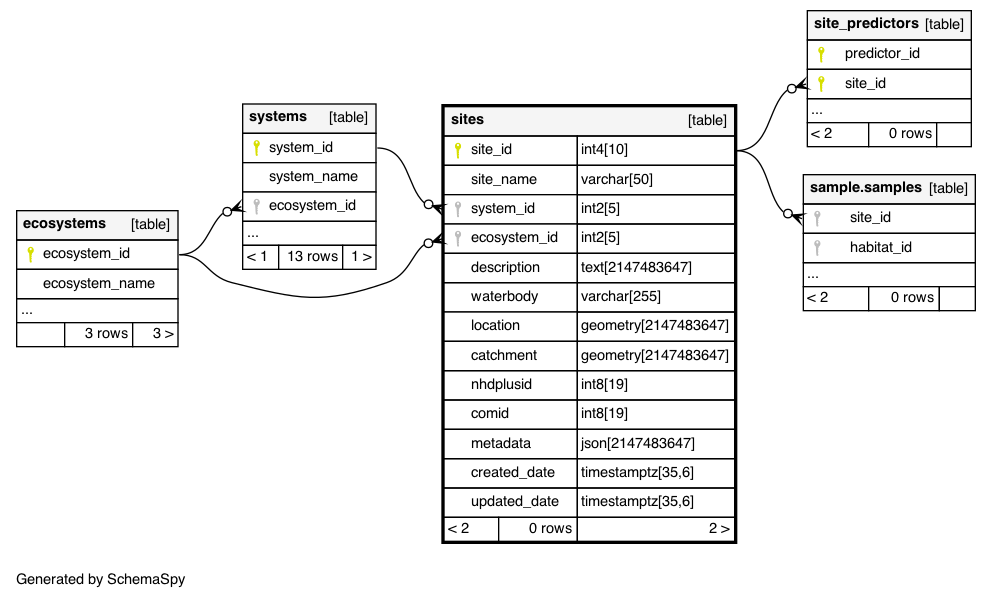 ecosystems [table]
ecosystem_id
ecosystem_name
...
3 rows 3 >
systems [table]
system_id
system_name
ecosystem_id
...
< 1 13 rows 1 >
sites [table]
site_id int4[10]
site_name varchar[50]
system_id int2[5]
ecosystem_id int2[5]
description text[2147483647]
waterbody varchar[255]
location geometry[2147483647]
catchment geometry[2147483647]
nhdplusid int8[19]
comid int8[19]
metadata json[2147483647]
created_date timestamptz[35,6]
updated_date timestamptz[35,6]
< 2 0 rows 2 >
site_predictors [table]
predictor_id
site_id
...
< 2 0 rows
sample.samples [table]
site_id
habitat_id
...
< 2 0 rows
Generated by SchemaSpy